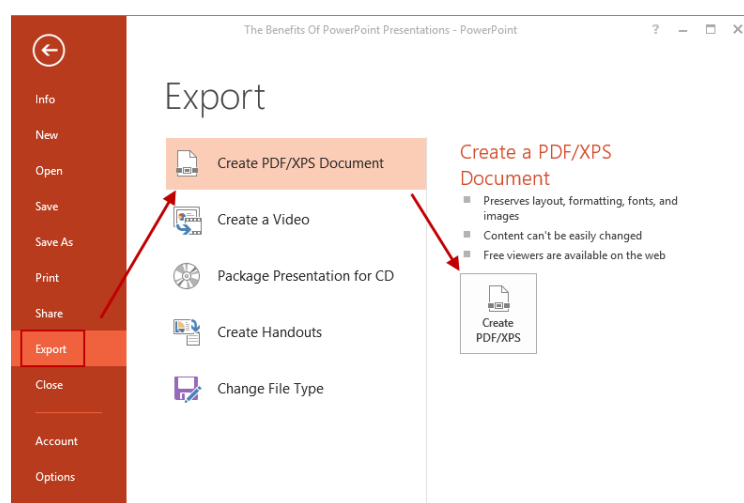 The Benefits Of PowerPoint Presentations - PowerPoint
?
Info
New
Open
Save
Save As
Print
Share
Export
Close
Account
Options
Export
Create PDF/XPS Document
Create a Video
Package Presentation for CD
Create Handouts
Change File Type
Create a PDF/XPS
Document
Preserves layout, formatting, fonts, and
images
Content can't be easily changed
Free viewers are available on the web
Create
PDF/XPS